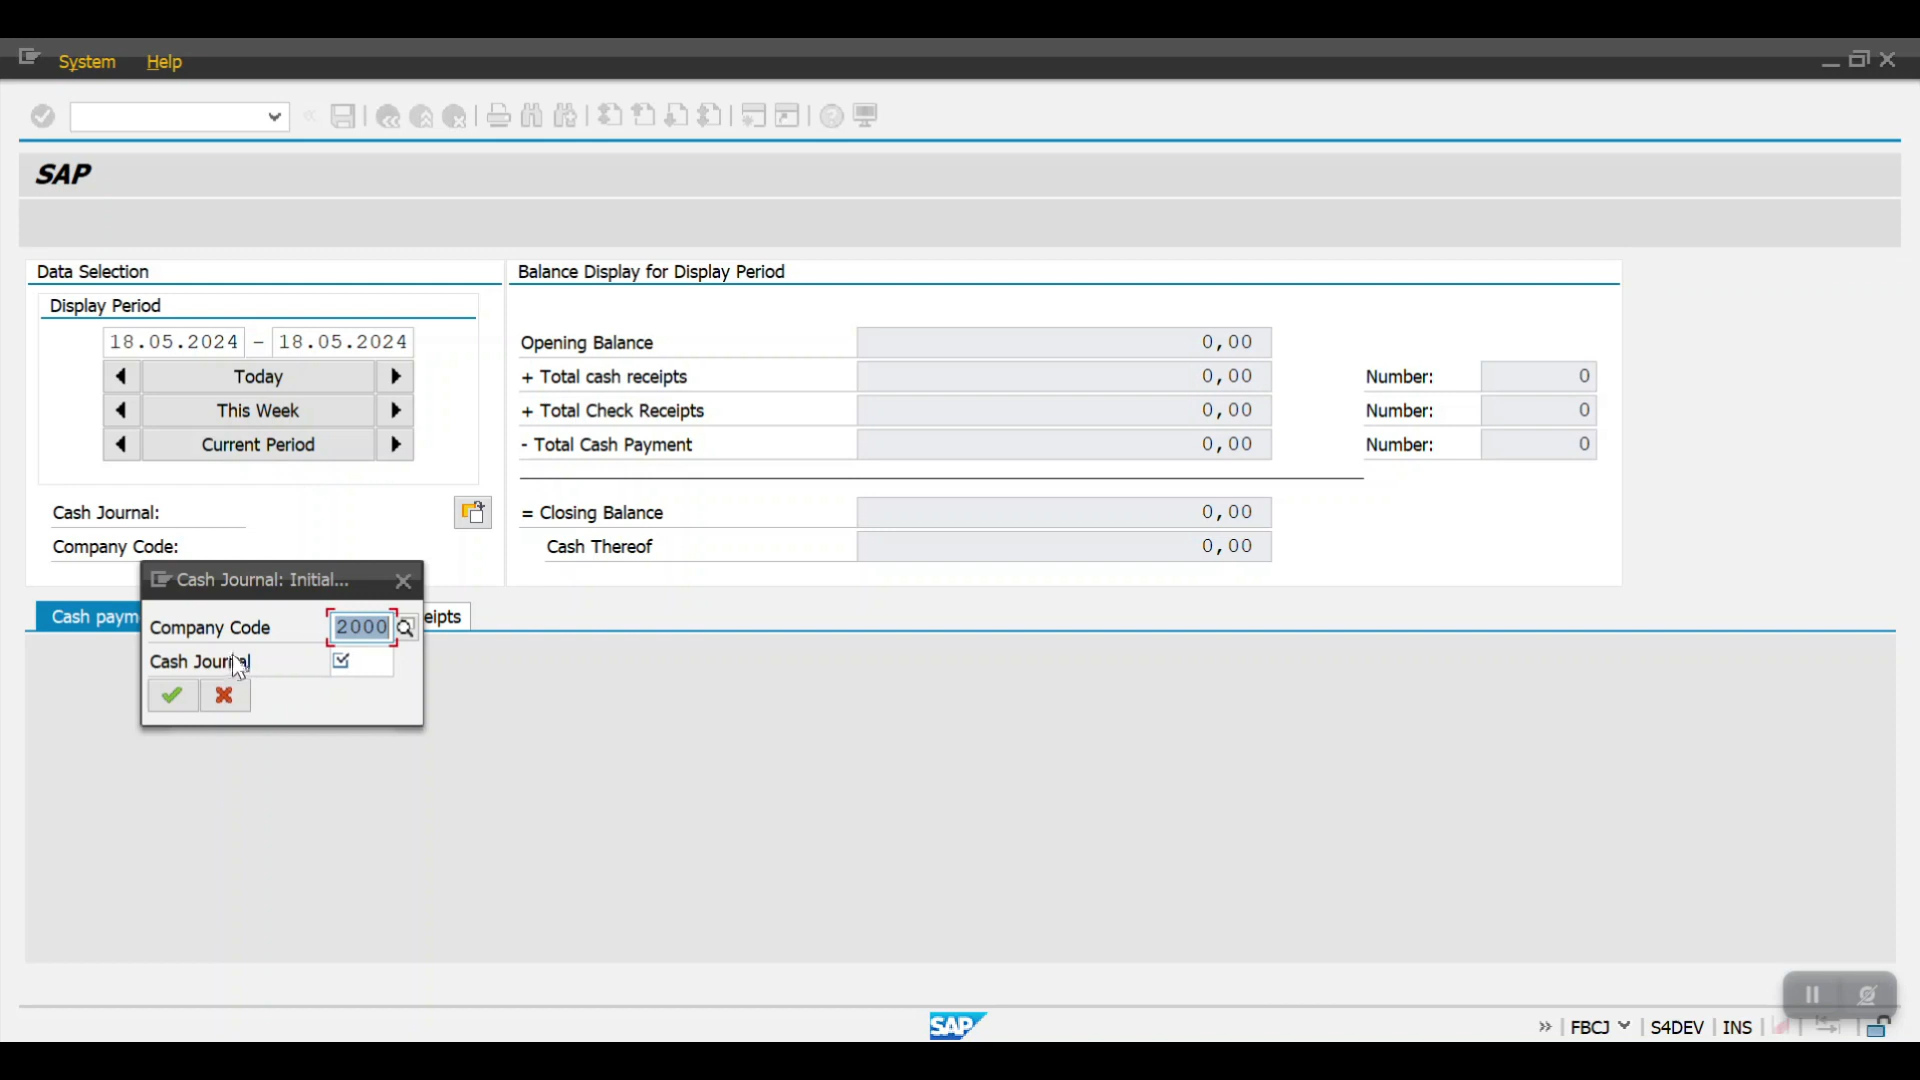 System Help
SAP
Data Selection
Display Period
18.05.2024 - 18.05.2024
Today
This Week
Current Period
Cash Journal:
Company Code:
Balance Display for Display Period
Opening Balance 0,00
+ Total cash receipts 0,00 Number: 0
+ Total Check Receipts 0,00 Number: 0
- Total Cash Payment 0,00 Number: 0
= Closing Balance 0,00
Cash Thereof 0,00
Cash paym
eipts
Cash Journal: Initial...
Company Code 2000
Cash Journal
SAP
FBCJ S4DEV INS